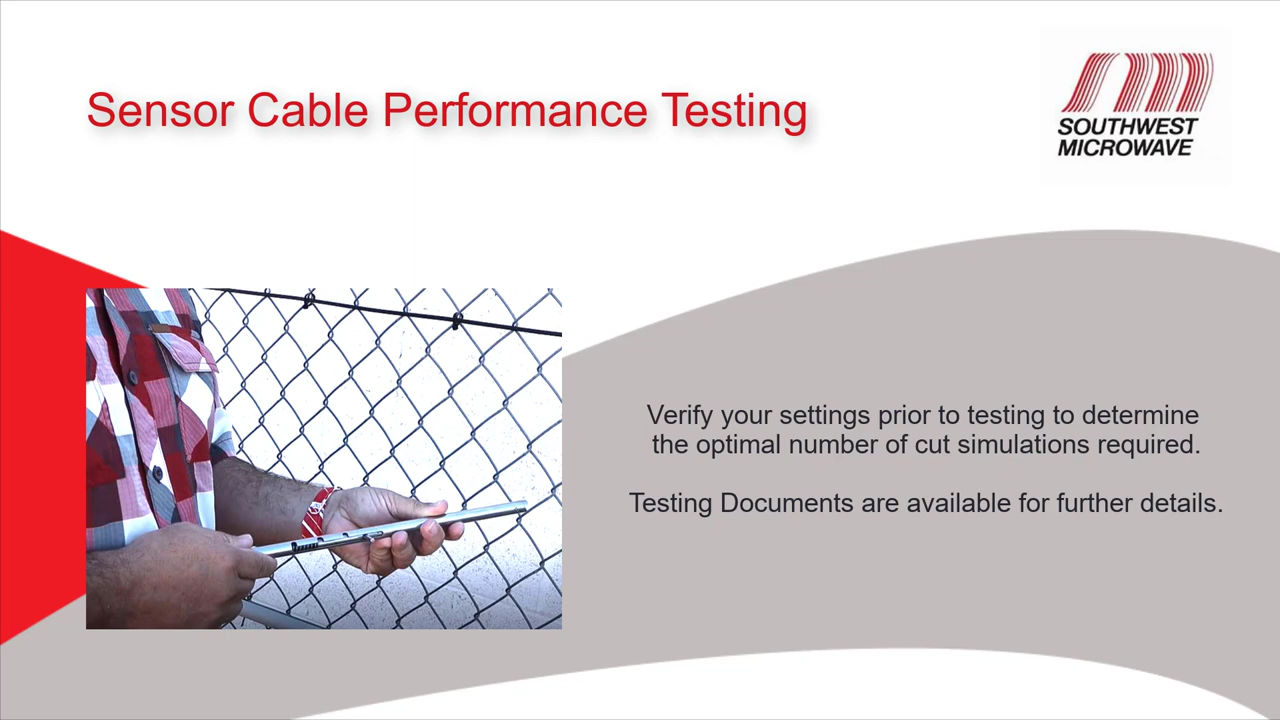 Sensor Cable Performance Testing
SOUTHWEST
MICROWAVE
Verify your settings prior to testing to determine
the optimal number of cut simulations required.
Testing Documents are available for further details.